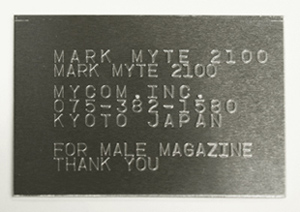 MARK MYTE 2100
MARK MYTE 2100
MYCOM,INC.
075-382-1580
KYOTO JAPAN
FOR MALE MAGAZINE
THANK YOU